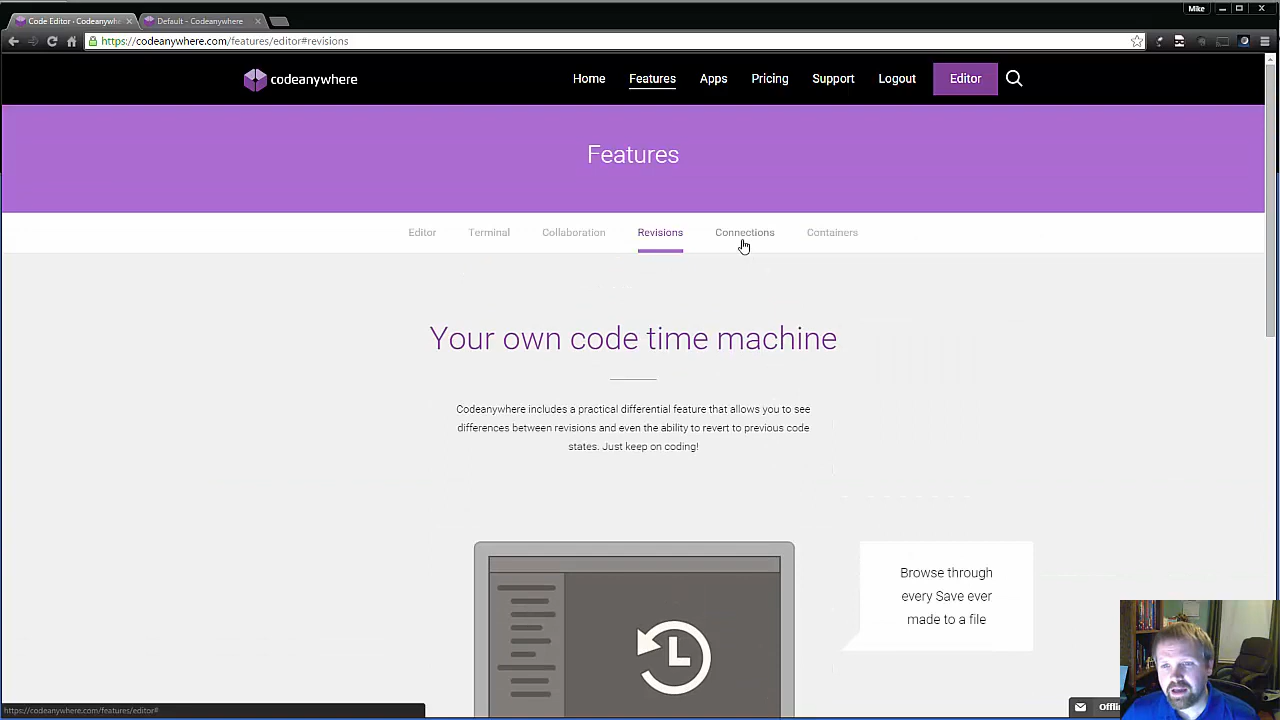 Mike
Code Editor · Codeanywhe
Default - Codeanywhere
https://codeanywhere.com/features/editor#revisions
codeanywhere
Home
Features
Apps
Pricing
Support
Logout
Editor
Features
Editor
Terminal
Collaboration
Revisions
Connections
Containers
Your own code time machine
Codeanywhere includes a practical differential feature that allows you to see
differences between revisions and even the ability to revert to previous code
states. Just keep on coding!
Browse through
every Save ever
made to a file
https://codeanywhere.com/features/editor#
Offli